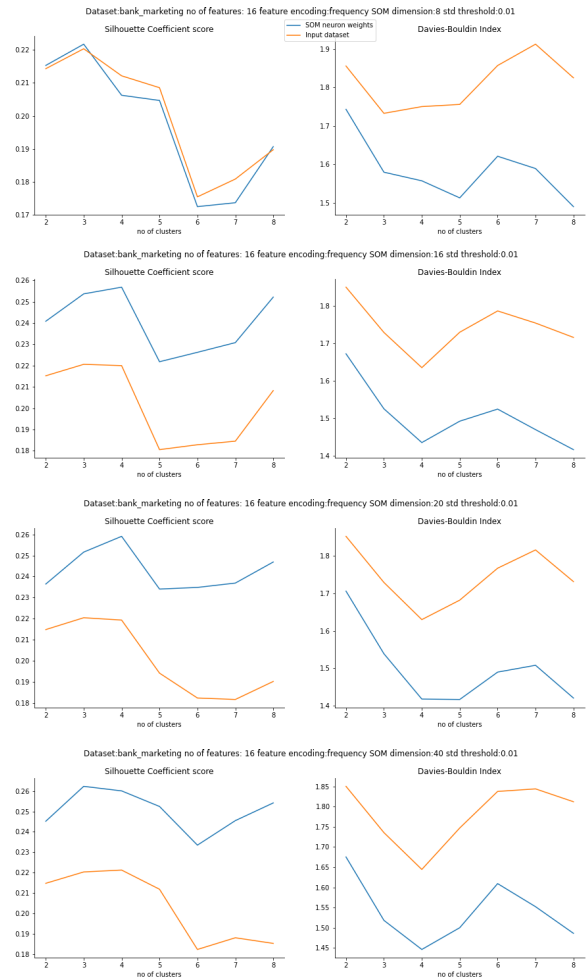 Dataset:bank_marketing no of features: 16 feature encoding:frequency SOM dimension:8 std threshold:0.01
SOM neuron weights
Input dataset
Silhouette Coefficient score
Davies-Bouldin Index
0.22
0.21
0.20
0.19
0.18
0.17
2 3 4 5 6 7 8
no of clusters
1.9
1.8
1.7
1.6
1.5
2 3 4 5 6 7 8
no of clusters
Dataset:bank_marketing no of features: 16 feature encoding:frequency SOM dimension:16 std threshold:0.01
Silhouette Coefficient score
Davies-Bouldin Index
0.26
0.25
0.24
0.23
0.22
0.21
0.20
0.19
0.18
2 3 4 5 6 7 8
no of clusters
1.8
1.7
1.6
1.5
1.4
2 3 4 5 6 7 8
no of clusters
Dataset:bank_marketing no of features: 16 feature encoding:frequency SOM dimension:20 std threshold:0.01
Silhouette Coefficient score
Davies-Bouldin Index
0.26
0.25
0.24
0.23
0.22
0.21
0.20
0.19
0.18
2 3 4 5 6 7 8
no of clusters
1.8
1.7
1.6
1.5
1.4
2 3 4 5 6 7 8
no of clusters
Dataset:bank_marketing no of features: 16 feature encoding:frequency SOM dimension:40 std threshold:0.01
Silhouette Coefficient score
Davies-Bouldin Index
0.26
0.25
0.24
0.23
0.22
0.21
0.20
0.19
0.18
2 3 4 5 6 7 8
no of clusters
1.85
1.80
1.75
1.70
1.65
1.60
1.55
1.50
1.45
2 3 4 5 6 7 8
no of clusters